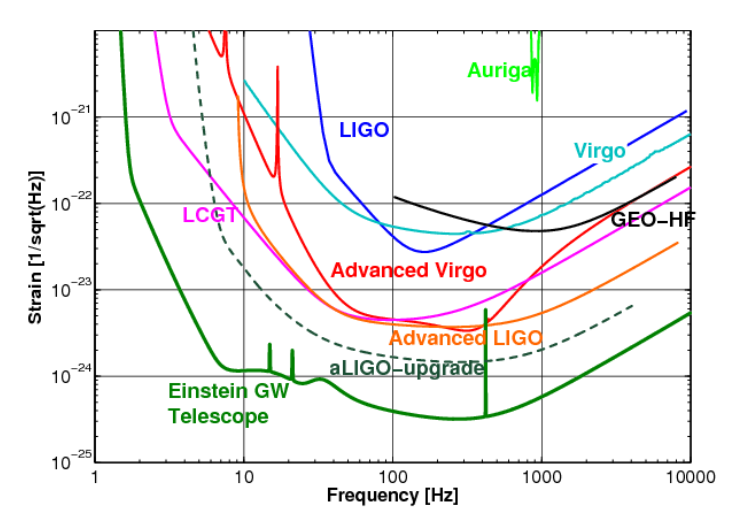 Auriga
10−21
LIGO
Virgo
10−22
LCGT
GEO−HF
Strain [1/sqrt(Hz)]
Advanced Virgo
10−23
Advanced LIGO
aLIGO−upgrade
10−24
Einstein GW
Telescope
10−25
1 10 100 1000 10000
Frequency [Hz]